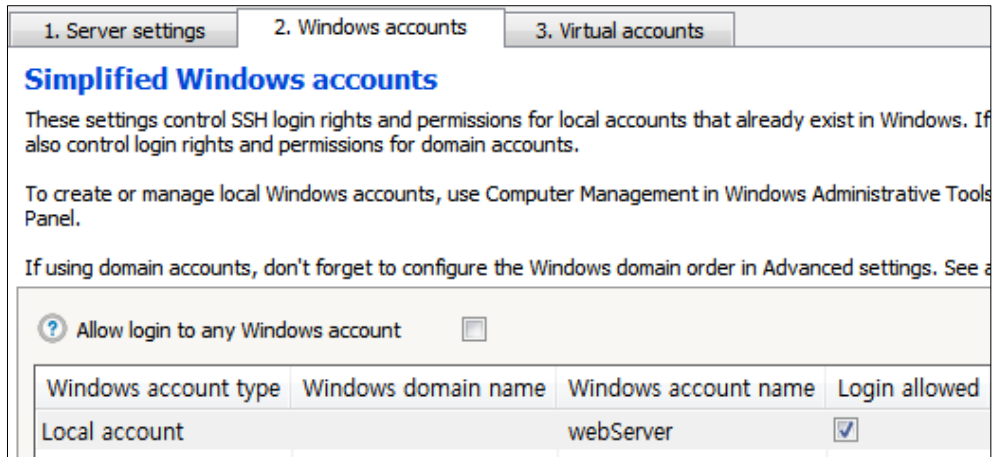 1. Server settings
2. Windows accounts
3. Virtual accounts
Simplified Windows accounts
These settings control SSH login rights and permissions for local accounts that already exist in Windows. If
also control login rights and permissions for domain accounts.
To create or manage local Windows accounts, use Computer Management in Windows Administrative Tools
Panel.
If using domain accounts, don't forget to configure the Windows domain order in Advanced settings. See
? Allow login to any Windows account
Windows account type Windows domain name Windows account name Login allowed
Local account webServer